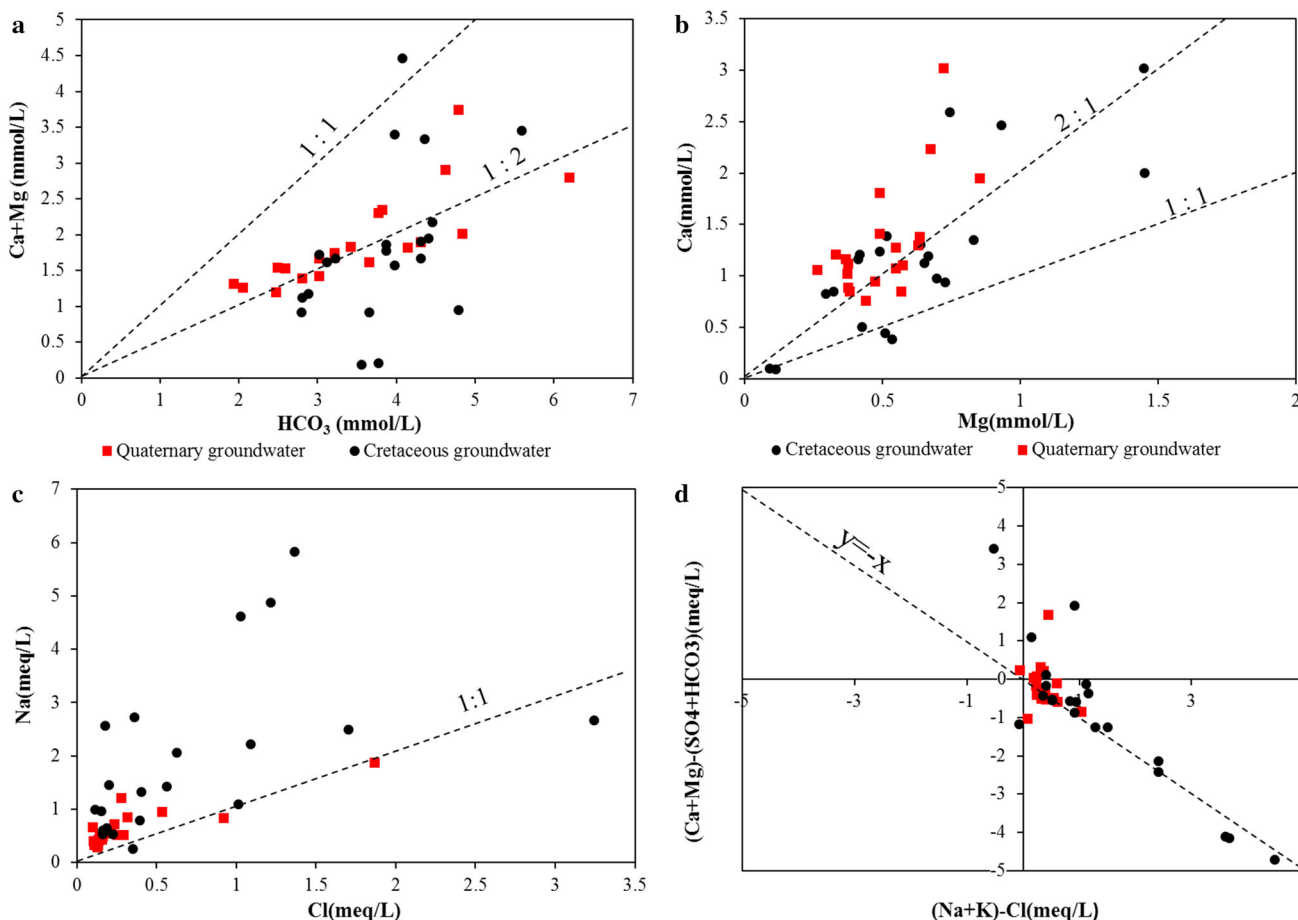 a
5
4.5
4
3.5
3
2.5
2
1.5
1
0.5
0
Ca+Mg (mmol/L)
1 : 1
1 : 2
0 1 2 3 4 5 6 7
HCO₃ (mmol/L)
Quaternary groundwater Cretaceous groundwater
b
3.5
3
2.5
2
1.5
1
0.5
0
Ca(mmol/L)
2 : 1
1 : 1
0 0.5 1 1.5 2
Mg(mmol/L)
Cretaceous groundwater Quaternary groundwater
c
7
6
5
4
3
2
1
0
Na(meq/L)
1:1
0 0.5 1 1.5 2 2.5 3 3.5
Cl(meq/L)
d
5
4
3
2
1
0
-1
-2
-3
-4
-5
(Ca+Mg)-(SO4+HCO3)(meq/L)
y=-x
-5 -3 -1 1 3
(Na+K)-Cl(meq/L)